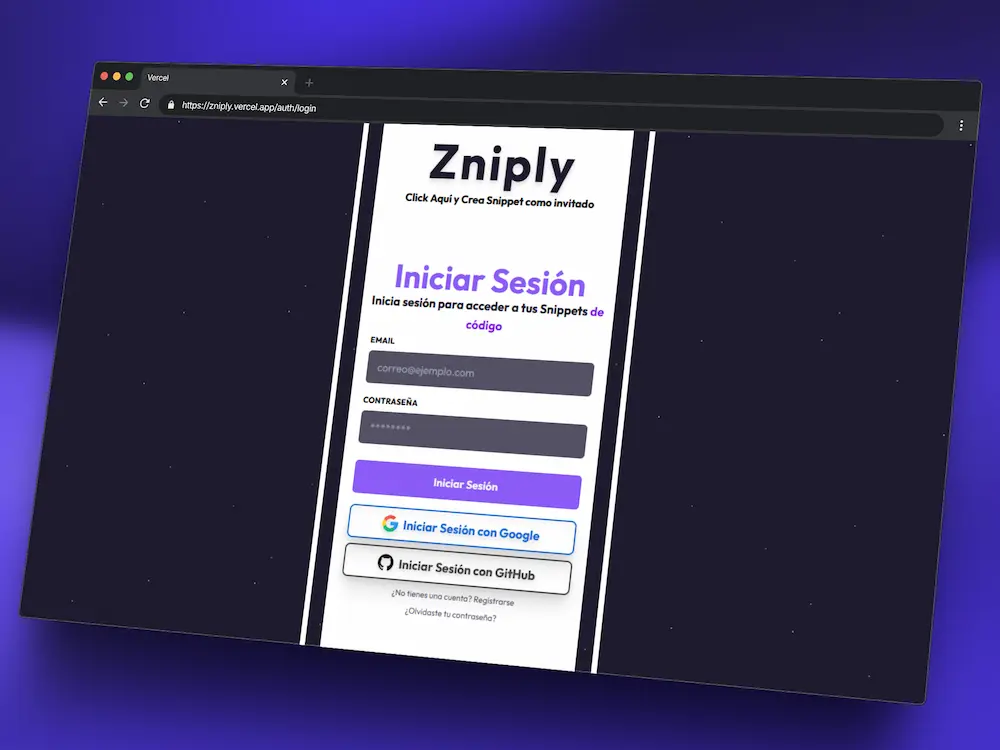 Vercel
https://zniply.vercel.app/auth/login
Zniply
Click Aquí y Crea Snippet como invitado
Iniciar Sesión
Inicia sesión para acceder a tus Snippets de
código
EMAIL
correo@ejemplo.com
CONTRASEÑA
********
Iniciar Sesión
Iniciar Sesión con Google
Iniciar Sesión con GitHub
¿No tienes una cuenta? Registrarse
¿Olvidaste tu contraseña?